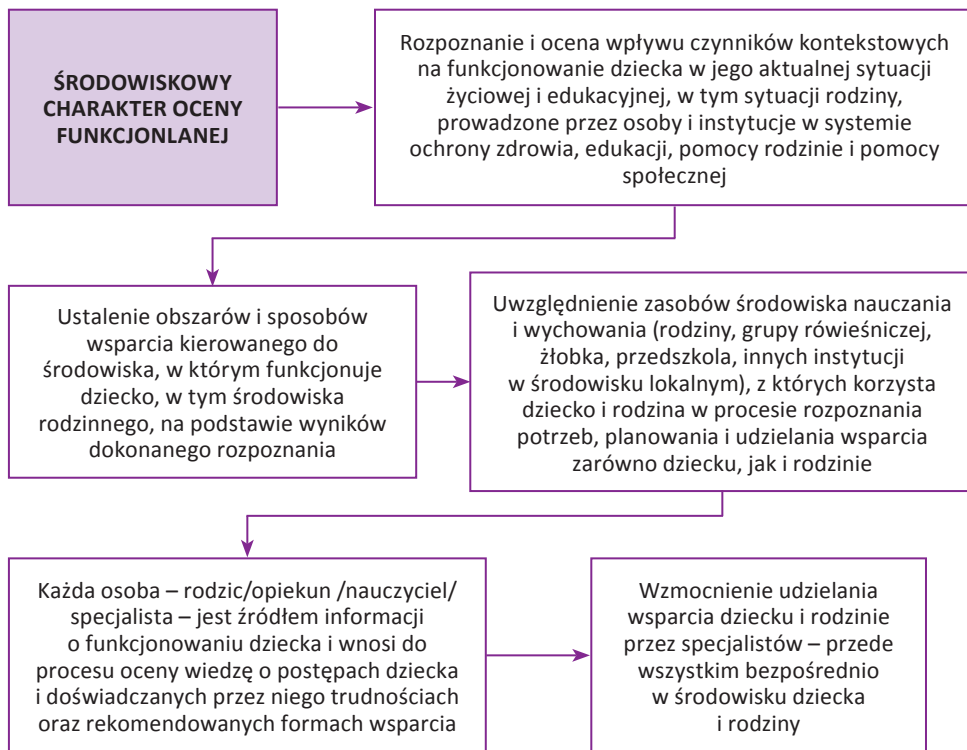 ŚRODOWISKOWY
CHARAKTER OCENY
FUNKCJONLANEJ
Rozpoznanie i ocena wpływu czynników kontekstowych
na funkcjonowanie dziecka w jego aktualnej sytuacji
życiowej i edukacyjnej, w tym sytuacji rodziny,
prowadzone przez osoby i instytucje w systemie
ochrony zdrowia, edukacji, pomocy rodzinie i pomocy
społecznej
Ustalenie obszarów i sposobów
wsparcia kierowanego do
środowiska, w którym funkcjonuje
dziecko, w tym środowiska
rodzinnego, na podstawie wyników
dokonanego rozpoznania
Uwzględnienie zasobów środowiska nauczania
i wychowania (rodziny, grupy rówieśniczej,
żłobka, przedszkola, innych instytucji
w środowisku lokalnym), z których korzysta
dziecko i rodzina w procesie rozpoznania
potrzeb, planowania i udzielania wsparcia
zarówno dziecku, jak i rodzinie
Każda osoba – rodzic/opiekun /nauczyciel/
specjalista – jest źródłem informacji
o funkcjonowaniu dziecka i wnosi do
procesu oceny wiedzę o postępach dziecka
i doświadczanych przez niego trudnościach
oraz rekomendowanych formach wsparcia
Wzmocnienie udzielania
wsparcia dziecku i rodzinie
przez specjalistów – przede
wszystkim bezpośrednio
w środowisku dziecka
i rodziny